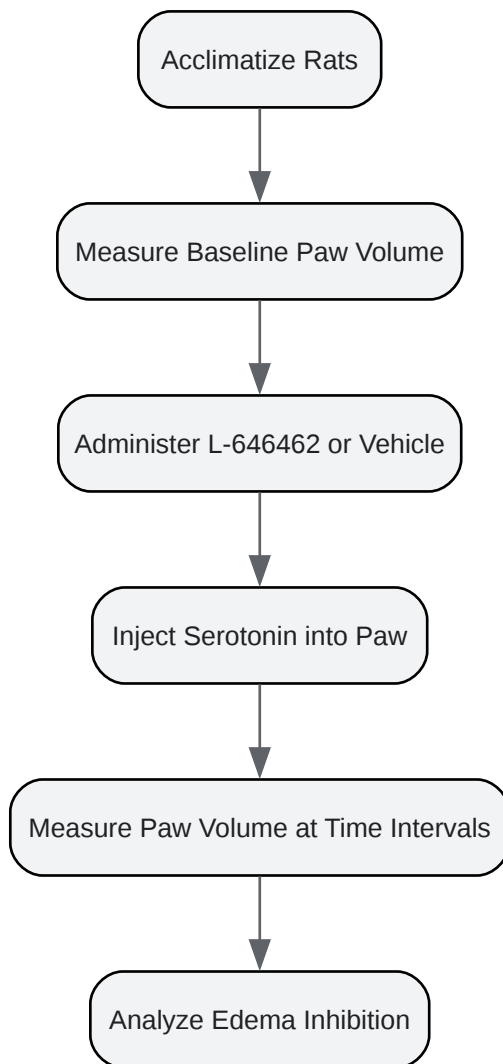 Acclimatize Rats
Measure Baseline Paw Volume
Administer L-646462 or Vehicle
Inject Serotonin into Paw
Measure Paw Volume at Time Intervals
Analyze Edema Inhibition